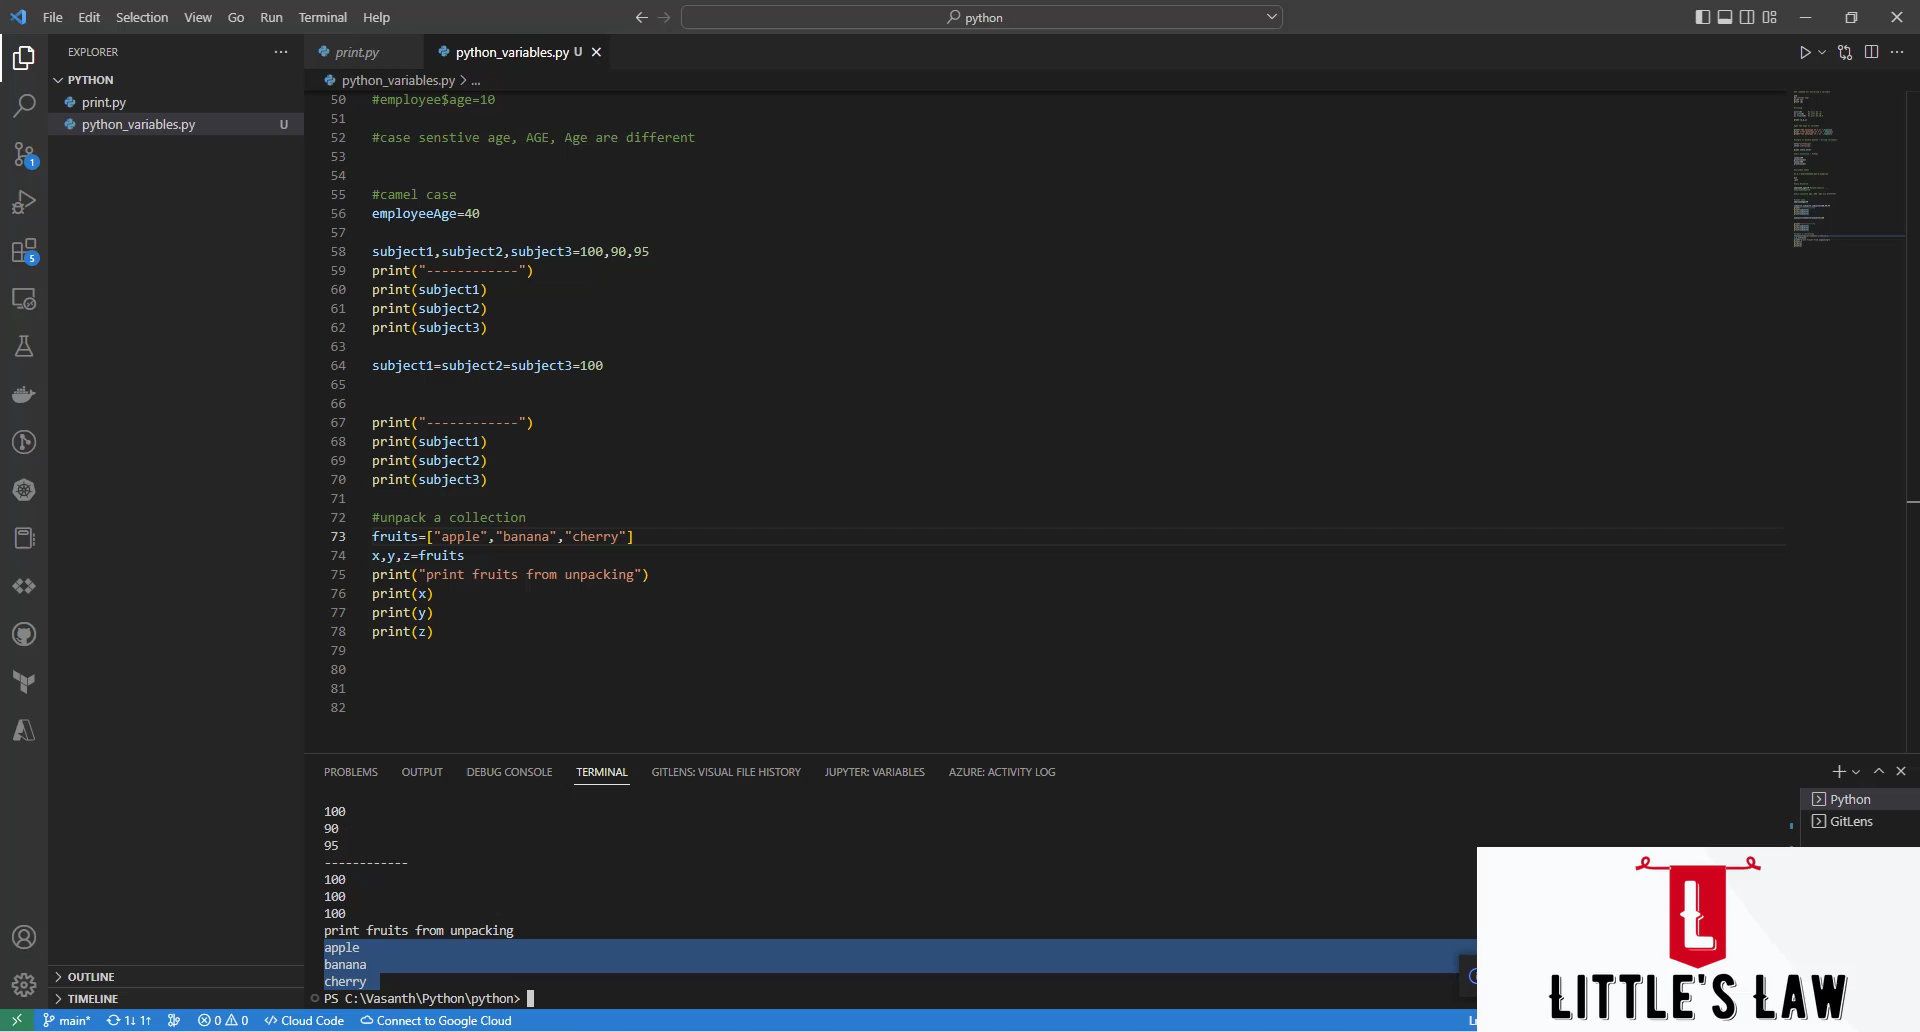 File Edit Selection View Go Run Terminal Help
python
EXPLORER
print.py
python_variables.py U
PYTHON
print.py
python_variables.py U
python_variables.py > ...
50 #employee$age=10
51
52 #case senstive age, AGE, Age are different
53
54
55 #camel case
56 employeeAge=40
57
58 subject1,subject2,subject3=100,90,95
59 print("------------")
60 print(subject1)
61 print(subject2)
62 print(subject3)
63
64 subject1=subject2=subject3=100
65
66
67 print("------------")
68 print(subject1)
69 print(subject2)
70 print(subject3)
71
72 #unpack a collection
73 fruits=["apple","banana","cherry"]
74 x,y,z=fruits
75 print("print fruits from unpacking")
76 print(x)
77 print(y)
78 print(z)
79
80
81
82
1
5
PROBLEMS OUTPUT DEBUG CONSOLE TERMINAL GITLENS: VISUAL FILE HISTORY JUPYTER: VARIABLES AZURE: ACTIVITY LOG
100
90
95
------------
100
100
100
print fruits from unpacking
apple
banana
cherry
PS C:\Vasanth\Python\python>
Python
GitLens
OUTLINE
TIMELINE
main* 1↓ 1↑ 0 0 Cloud Code Connect to Google Cloud
L
LITTLE'S LAW